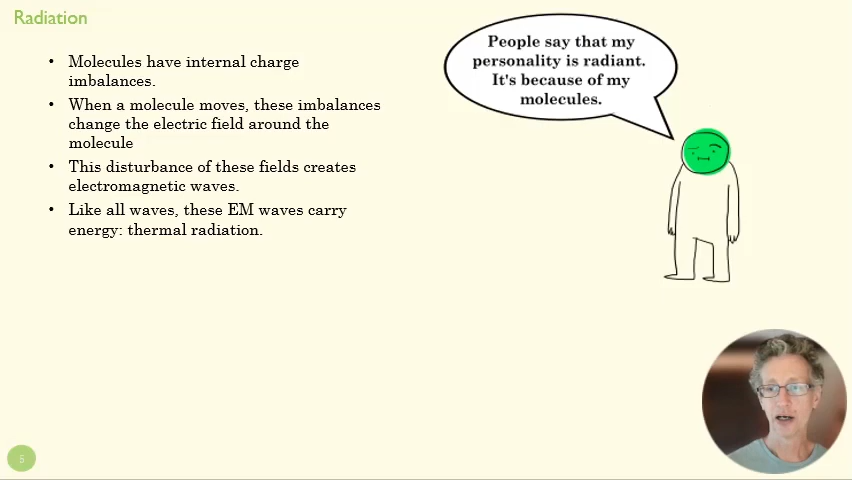 Radiation
• Molecules have internal charge
imbalances.
• When a molecule moves, these imbalances
change the electric field around the
molecule
• This disturbance of these fields creates
electromagnetic waves.
• Like all waves, these EM waves carry
energy: thermal radiation.
People say that my
personality is radiant.
It's because of my
molecules.
5